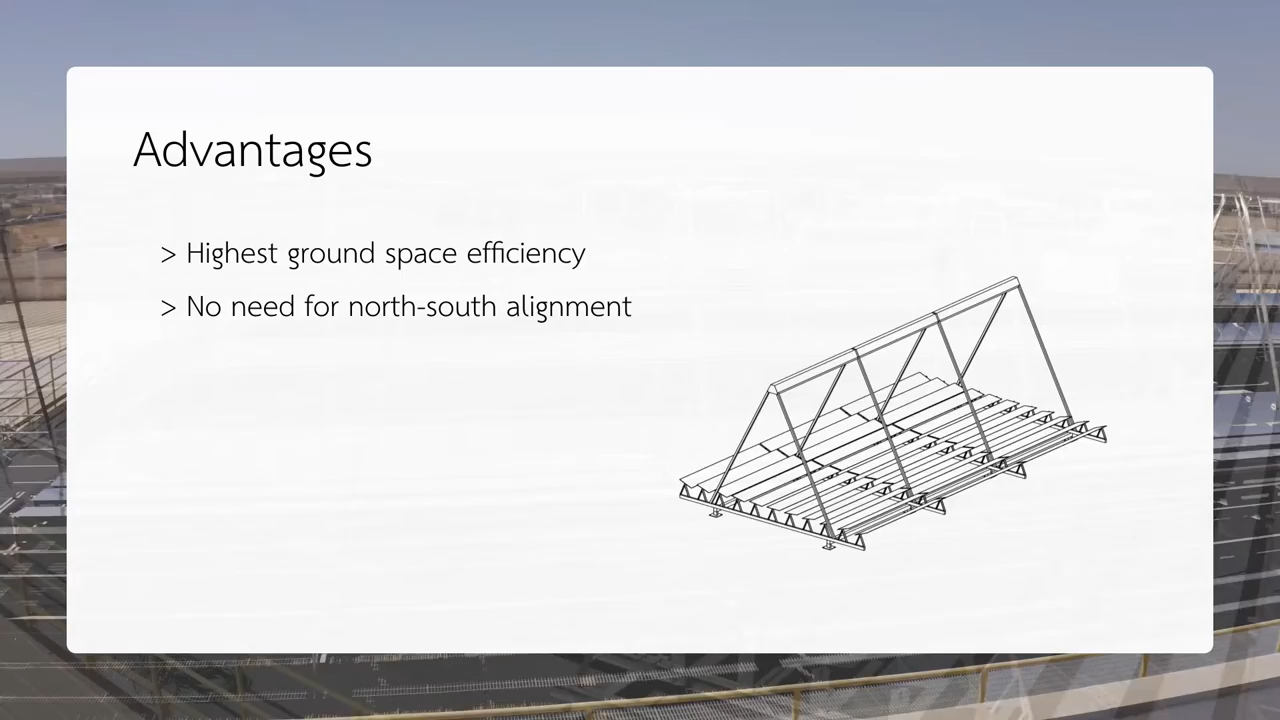 Advantages
> Highest ground space efficiency
> No need for north-south alignment